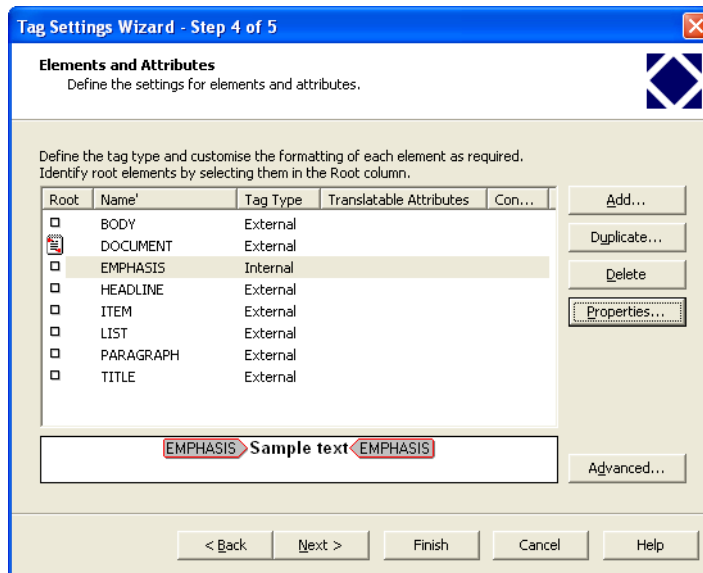 Tag Settings Wizard - Step 4 of 5
Elements and Attributes
Define the settings for elements and attributes.
Define the tag type and customise the formatting of each element as required.
Identify root elements by selecting them in the Root column.
Root Name' Tag Type Translatable Attributes Con...
BODY External
DOCUMENT External
EMPHASIS Internal
HEADLINE External
ITEM External
LIST External
PARAGRAPH External
TITLE External
Add...
Duplicate...
Delete
Properties...
EMPHASIS Sample text EMPHASIS
Advanced...
< Back Next > Finish Cancel Help